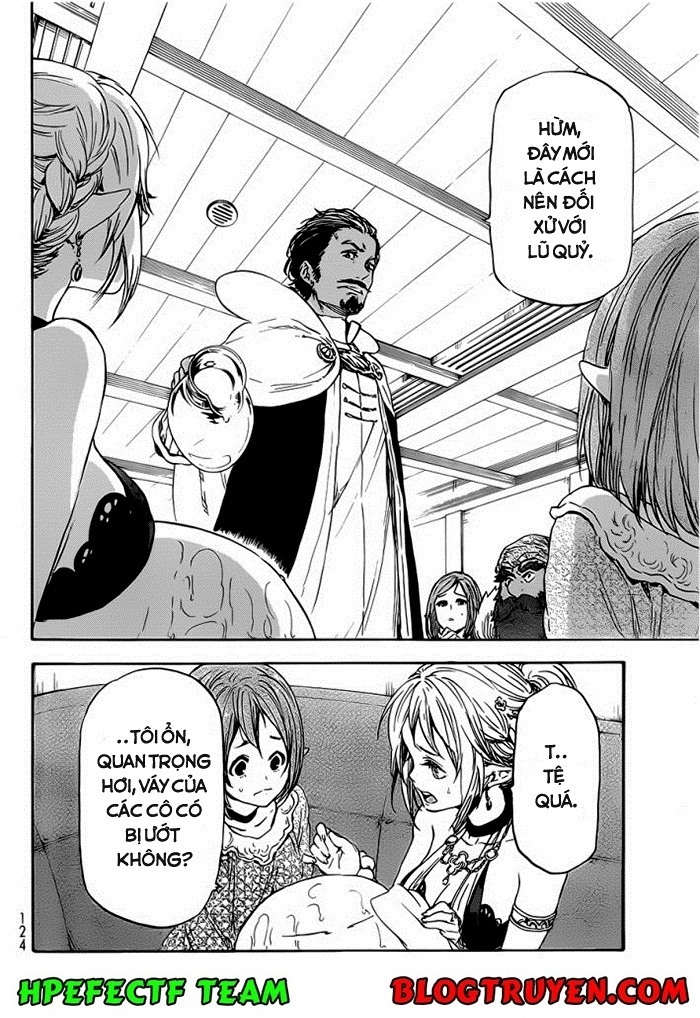 HỪM,
ĐÂY MỚI
LÀ CÁCH
NÊN ĐỐI
XỬ VỚI
LŨ QUỶ.
T..
TỆ
QUÁ.
..TÔI ỔN,
QUAN TRỌNG
HƠI, VÁY CỦA
CÁC CÔ CÓ
BỊ ƯỚT
KHÔNG?
124
HPEFECTF TEAM
BLOGTRUYEN.COM